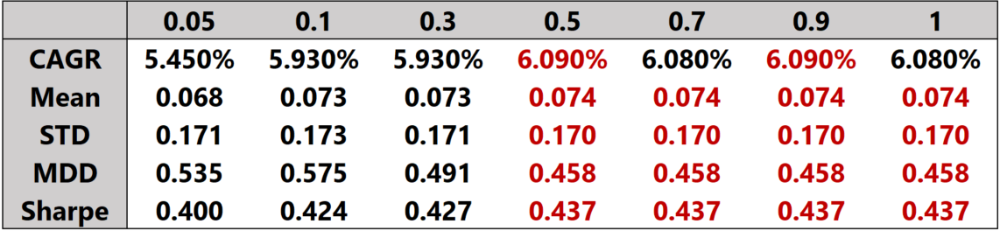 0.05 0.1 0.3 0.5 0.7 0.9 1
CAGR 5.450% 5.930% 5.930% 6.090% 6.080% 6.090% 6.080%
Mean 0.068 0.073 0.073 0.074 0.074 0.074 0.074
STD 0.171 0.173 0.171 0.170 0.170 0.170 0.170
MDD 0.535 0.575 0.491 0.458 0.458 0.458 0.458
Sharpe 0.400 0.424 0.427 0.437 0.437 0.437 0.437